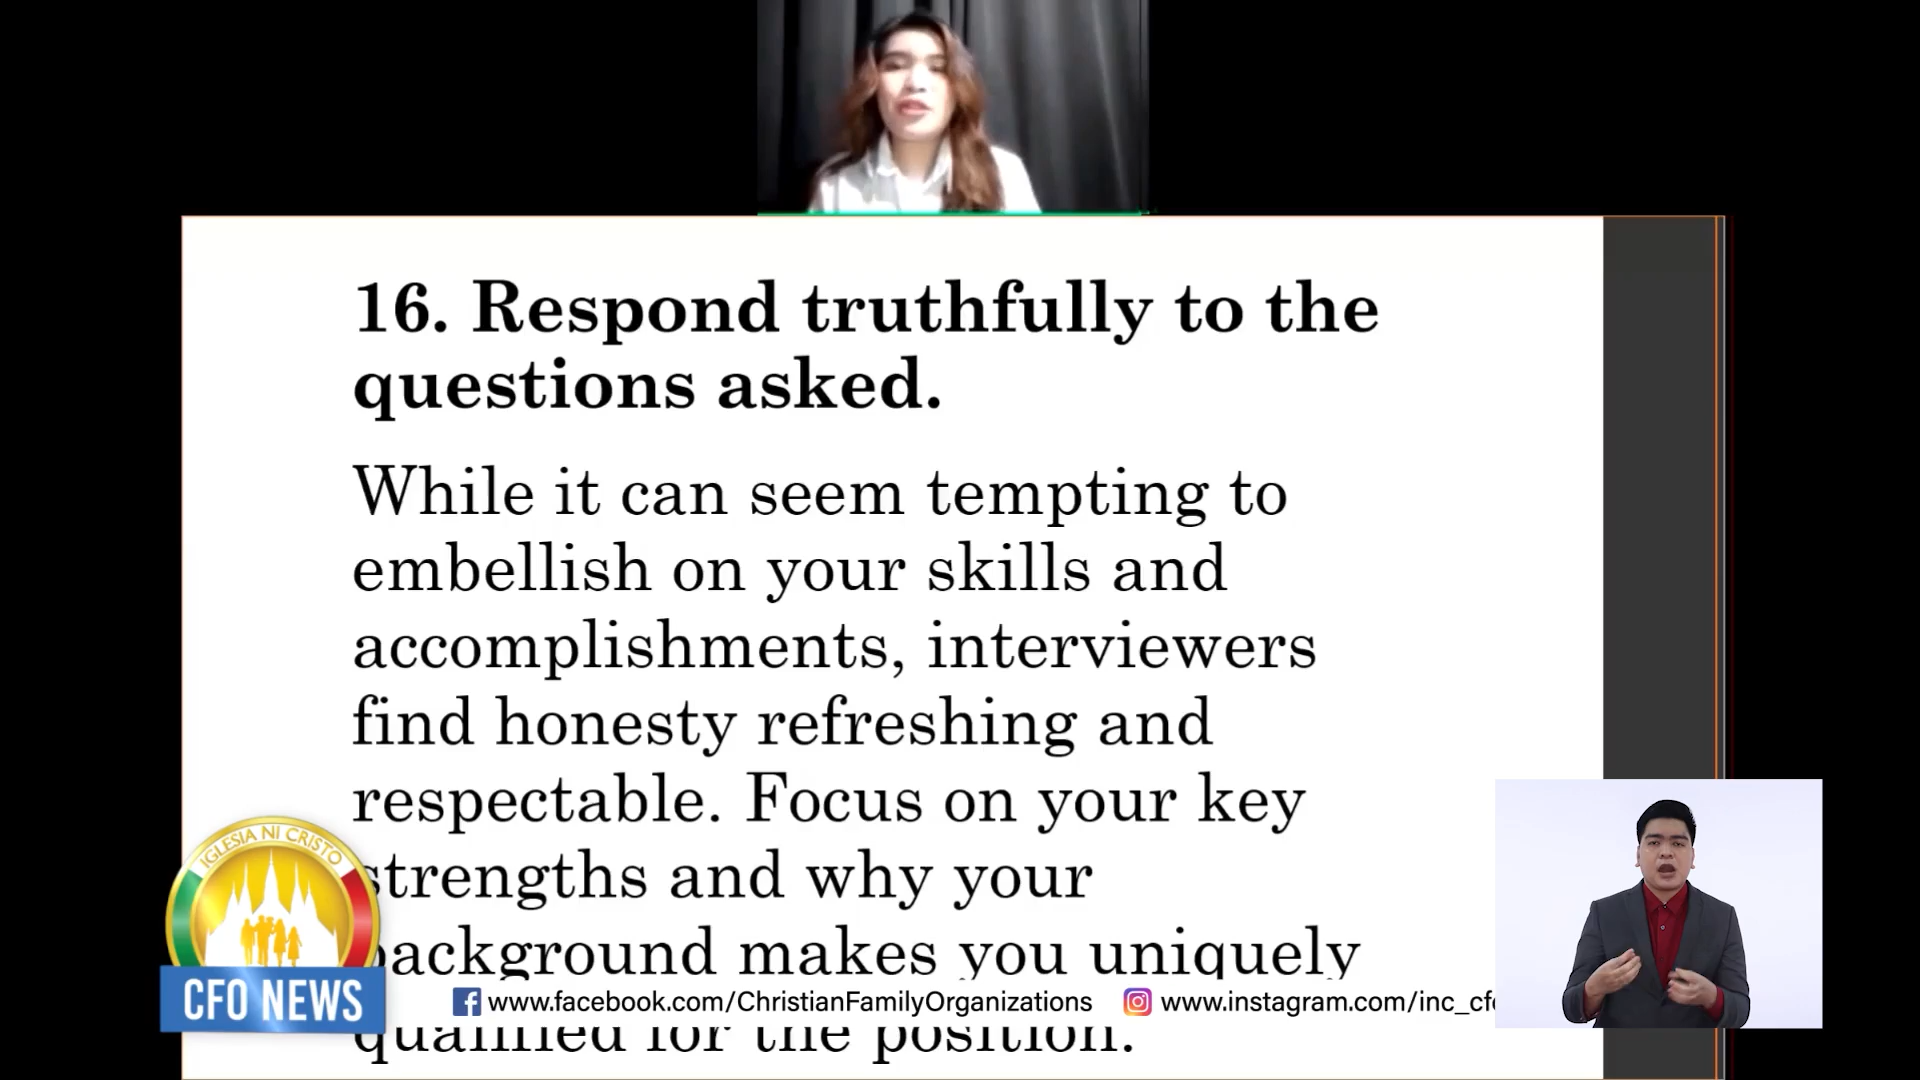 16. Respond truthfully to the
questions asked.
While it can seem tempting to
embellish on your skills and
accomplishments, interviewers
find honesty refreshing and
respectable. Focus on your key
strengths and why your
background makes you uniquely
qualified for the position.
IGLESIA NI CRISTO
CFO NEWS
www.facebook.com/ChristianFamilyOrganizations
www.instagram.com/inc_cfo